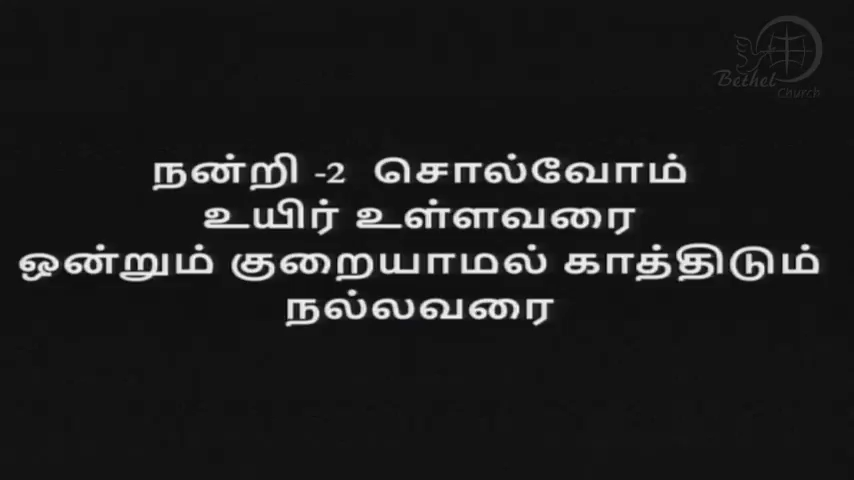 Bethel
Church
நன்றி -2 சொல்வோம்
உயிர் உள்ளவரை
ஒன்றும் குறையாமல் காத்திடும்
நல்லவரை